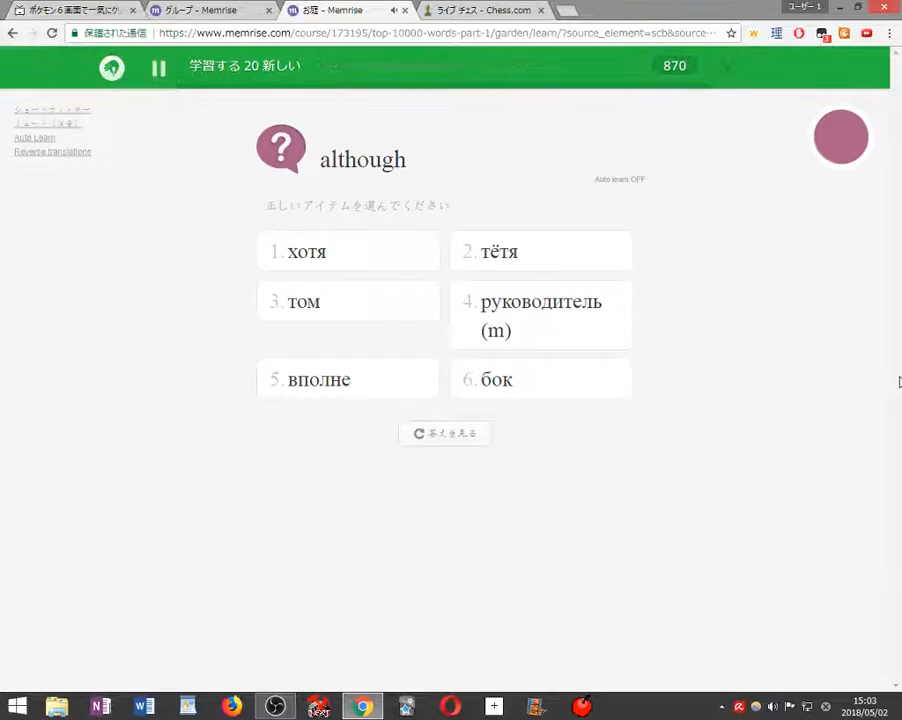 ポケモン６画面で一気にク
グループ - Memrise
お冠 - Memrise
ライブ チェス - Chess.com
ユーザー 1
保護された通信
https://www.memrise.com/course/173195/top-10000-words-part-1/garden/learn/?source_element=scb&source…
学習する 20 新しい
870
Auto Learn
Reverse translations
although
Auto learn OFF
正しいアイテムを選んでください
1. хотя
2. тётя
3. том
4. руководитель
(m)
5. вполне
6. бок
答えを見る
15:03
2018/05/02